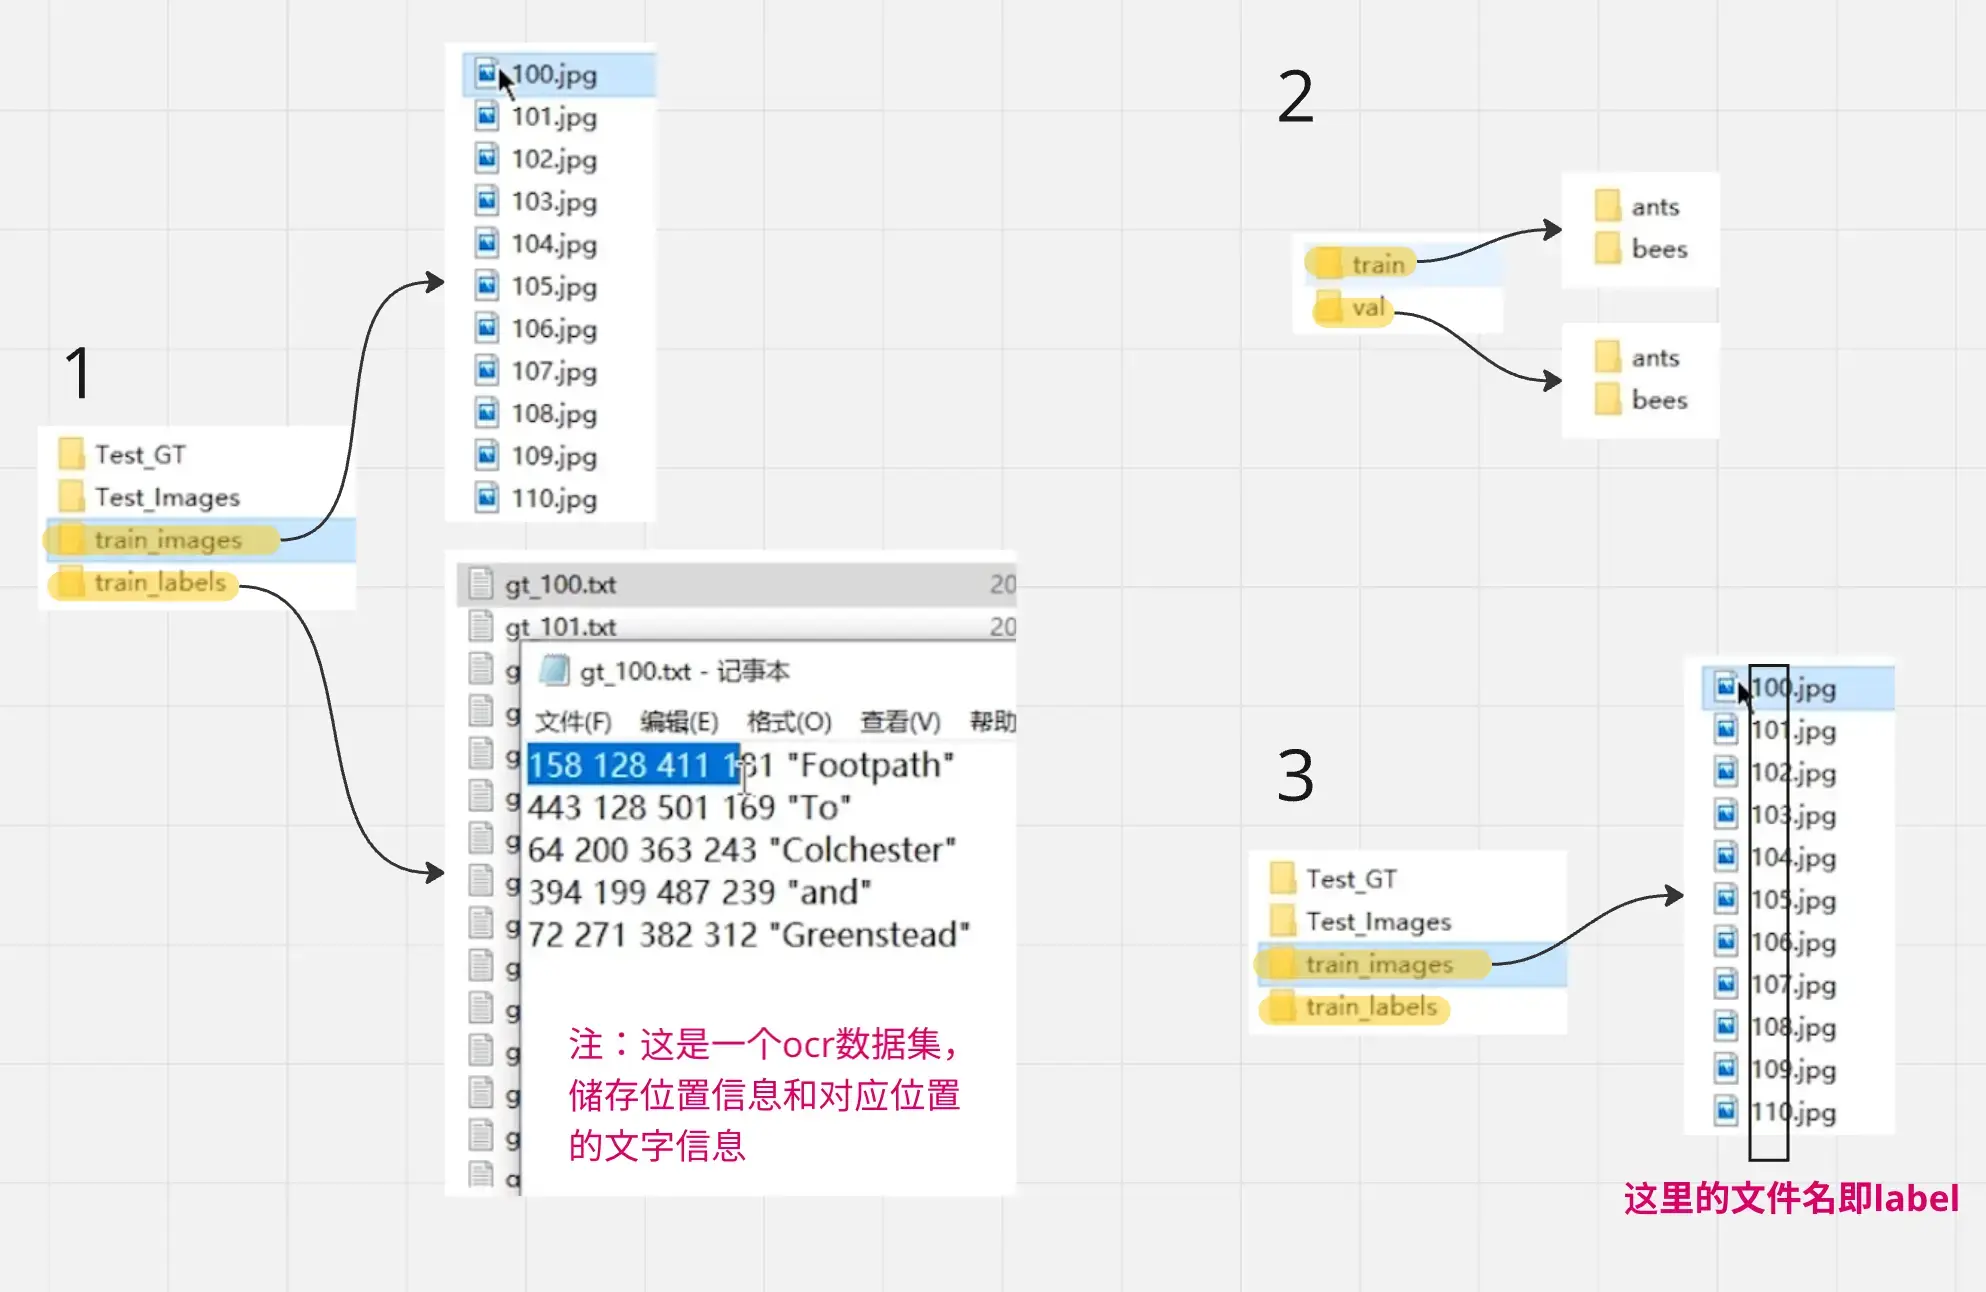 1
Test_GT
Test_Images
train_images
train_labels
100.jpg
101.jpg
102.jpg
103.jpg
104.jpg
105.jpg
106.jpg
107.jpg
108.jpg
109.jpg
110.jpg
gt_100.txt 20
gt_101.txt 20
gt_100.txt - 记事本
文件(F) 编辑(E) 格式(O) 查看(V) 帮助
158 128 411 181 "Footpath"
443 128 501 169 "To"
64 200 363 243 "Colchester"
394 199 487 239 "and"
72 271 382 312 "Greenstead"
注：这是一个ocr数据集，
储存位置信息和对应位置
的文字信息
2
train
val
ants
bees
ants
bees
3
Test_GT
Test_Images
train_images
train_labels
100.jpg
101.jpg
102.jpg
103.jpg
104.jpg
105.jpg
106.jpg
107.jpg
108.jpg
109.jpg
110.jpg
这里的文件名即label